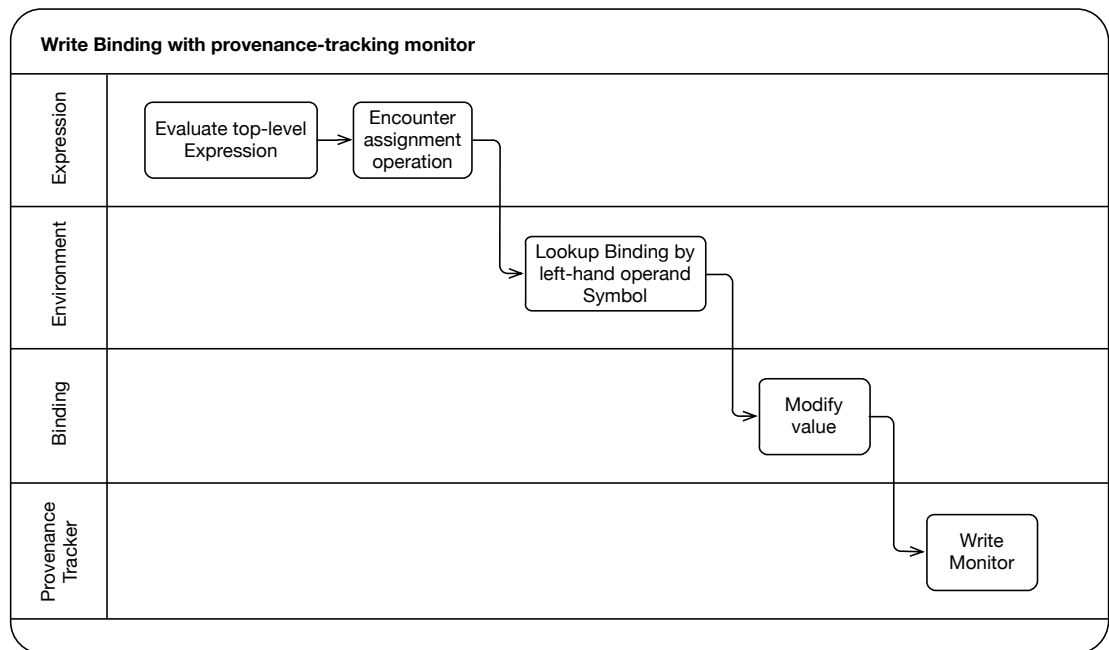 Write Binding with provenance-tracking monitor
Expression
Evaluate top-level
Expression
Encounter
assignment
operation
Environment
Lookup Binding by
left-hand operand
Symbol
Binding
Modify
value
Provenance
Tracker
Write
Monitor